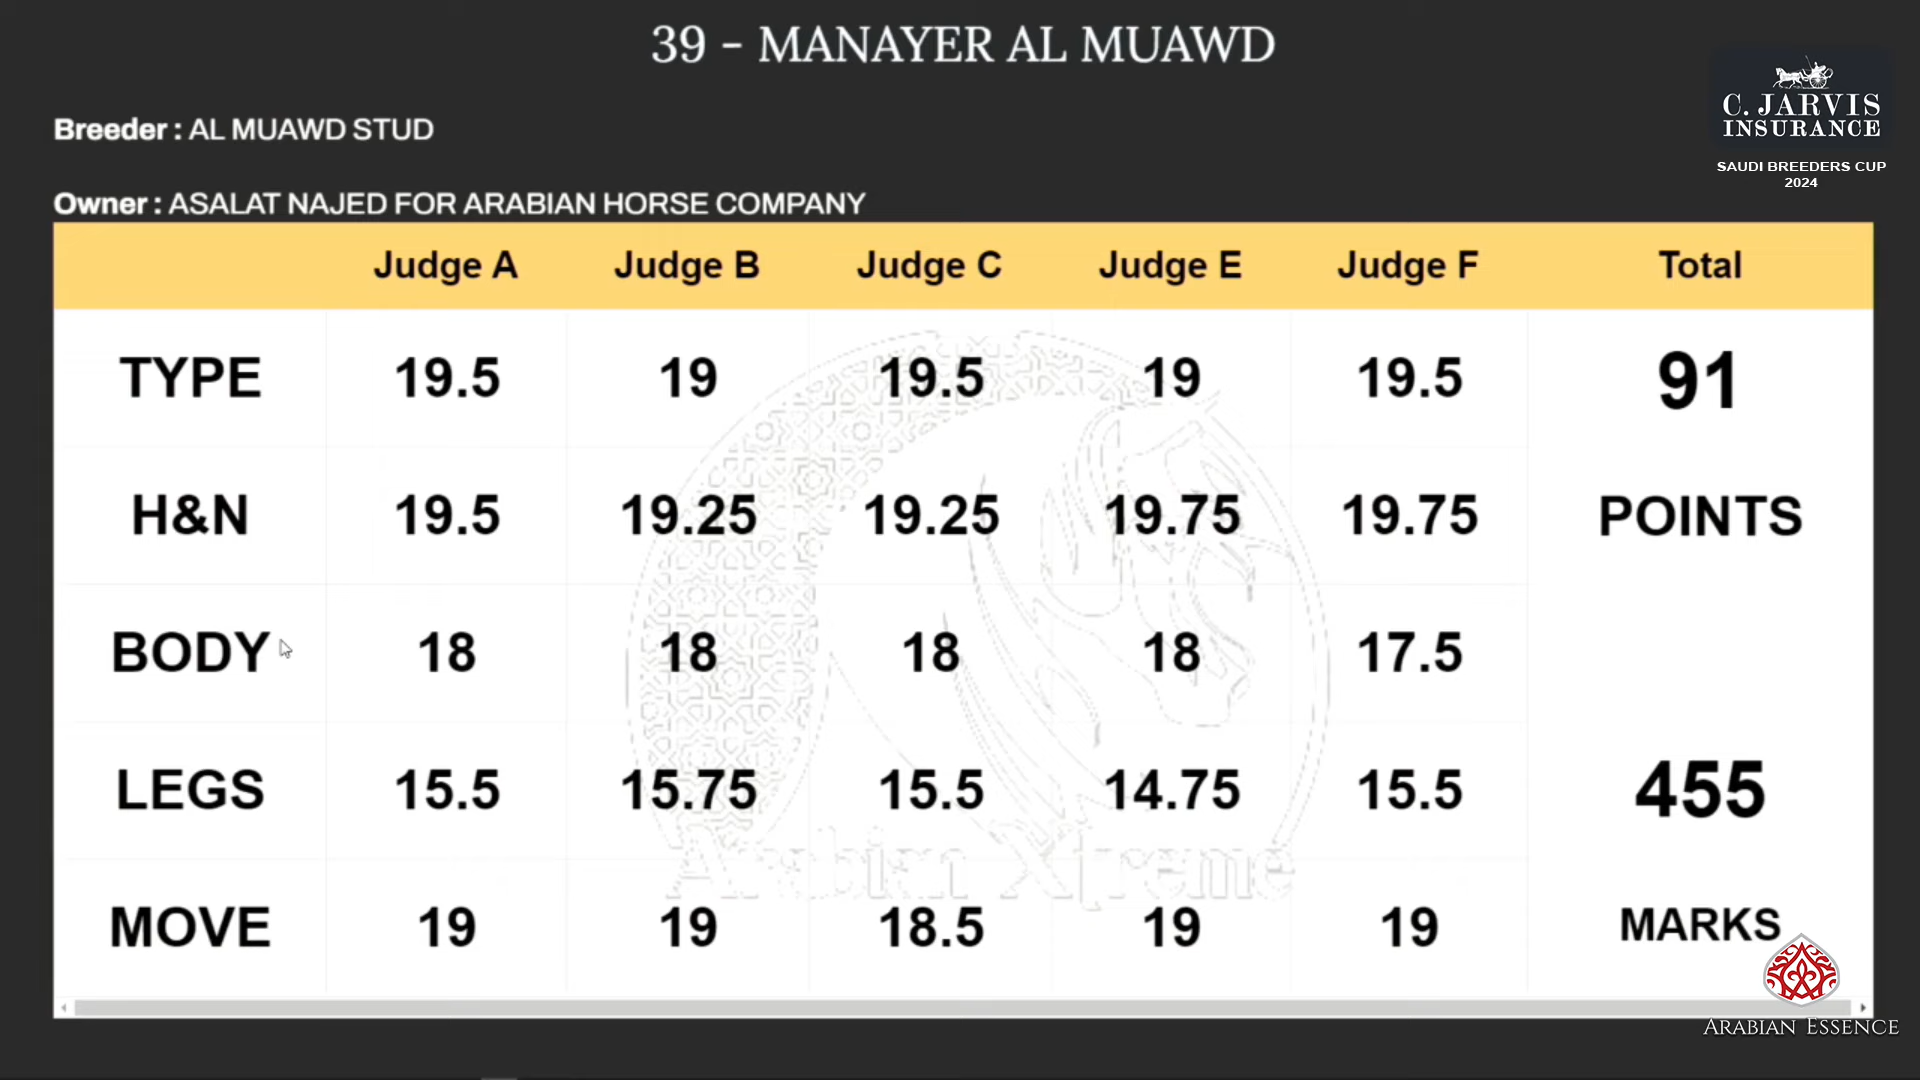 39 - MANAYER AL MUAWD
C. JARVIS
INSURANCE
SAUDI BREEDERS CUP
2024
Breeder : AL MUAWD STUD
Owner : ASALAT NAJED FOR ARABIAN HORSE COMPANY
Judge A Judge B Judge C Judge E Judge F Total
TYPE 19.5 19 19.5 19 19.5 91
H&N 19.5 19.25 19.25 19.75 19.75 POINTS
BODY 18 18 18 18 17.5
LEGS 15.5 15.75 15.5 14.75 15.5 455
Arabian Xtreme
MOVE 19 19 18.5 19 19 MARKS
ARABIAN ESSENCE